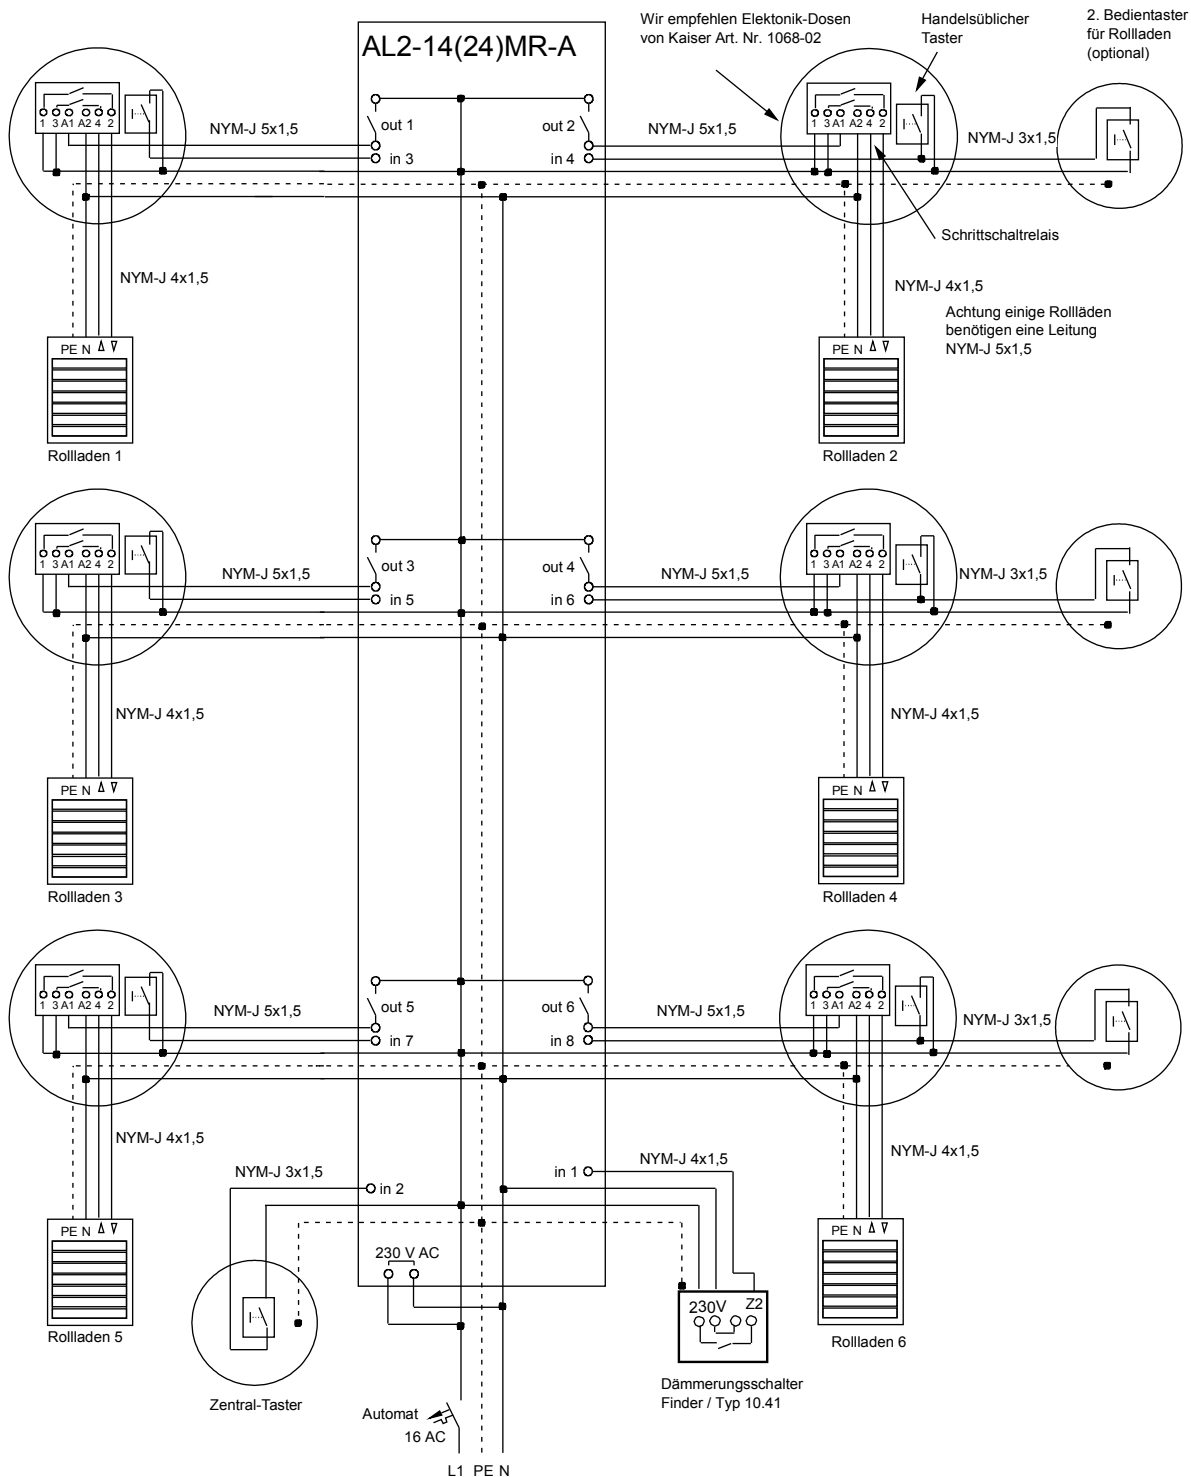 AL2-14(24)MR-A
Wir empfehlen Elektonik-Dosen
von Kaiser Art. Nr. 1068-02
Handelsüblicher
Taster
2. Bedientaster
für Rollladen
(optional)
1 3 A1 A2 4 2
NYM-J 5x1,5
out 1
in 3
out 2
in 4
NYM-J 5x1,5
1 3 A1 A2 4 2
NYM-J 3x1,5
Schrittschaltrelais
NYM-J 4x1,5
NYM-J 4x1,5
Achtung einige Rollläden
benötigen eine Leitung
NYM-J 5x1,5
PE N
Rollladen 1
PE N
Rollladen 2
1 3 A1 A2 4 2
NYM-J 5x1,5
out 3
in 5
out 4
in 6
NYM-J 5x1,5
1 3 A1 A2 4 2
NYM-J 3x1,5
NYM-J 4x1,5
NYM-J 4x1,5
PE N
Rollladen 3
PE N
Rollladen 4
1 3 A1 A2 4 2
NYM-J 5x1,5
out 5
in 7
out 6
in 8
NYM-J 5x1,5
1 3 A1 A2 4 2
NYM-J 3x1,5
NYM-J 4x1,5
NYM-J 4x1,5
NYM-J 3x1,5
in 2
in 1
NYM-J 4x1,5
PE N
Rollladen 5
PE N
Rollladen 6
230 V AC
230V
Z2
Zentral-Taster
Dämmerungsschalter
Finder / Typ 10.41
Automat
16 AC
L1 PE N